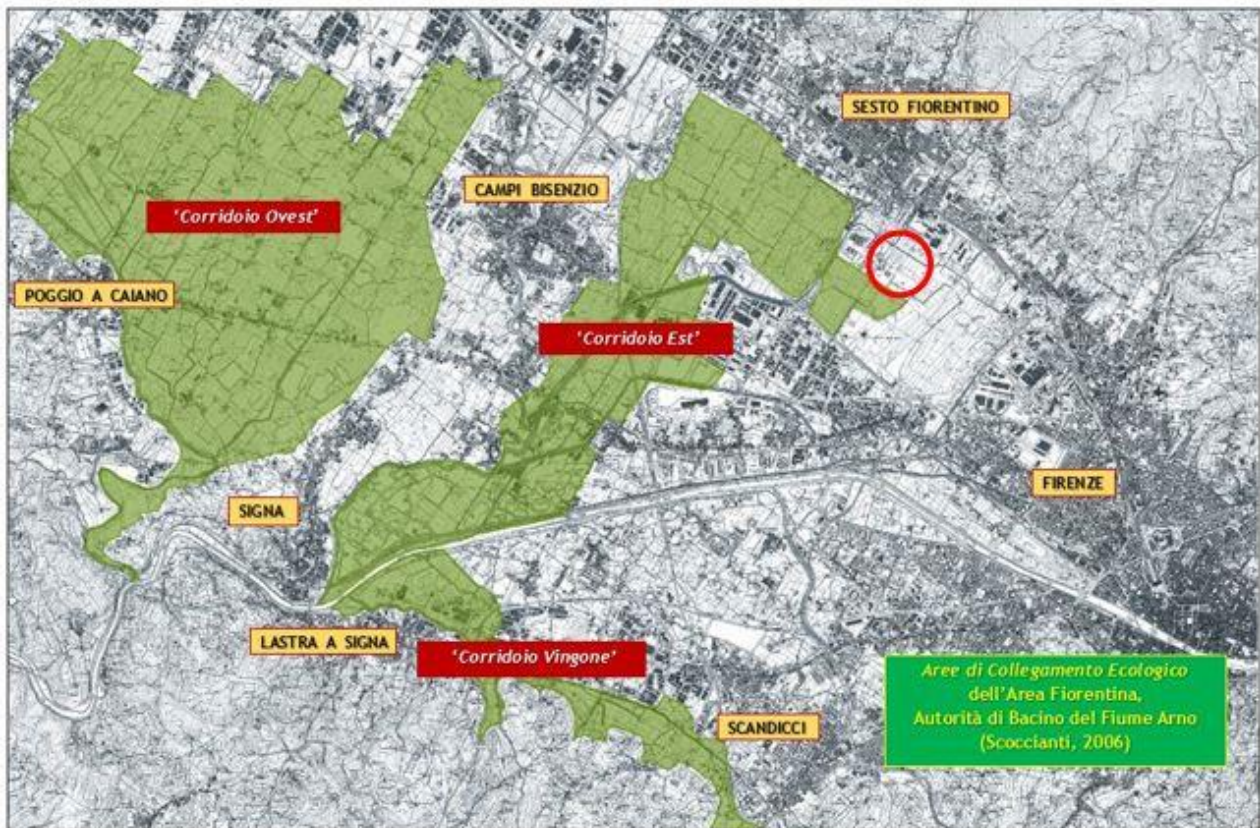 SESTO FIORENTINO
CAMPI BISENZIO
'Corridoio Ovest'
POGGIO A CAIANO
'Corridoio Est'
FIRENZE
SIGNA
LASTRA A SIGNA
'Corridoio Vingone'
SCANDICCI
Aree di Collegamento Ecologico
dell'Area Fiorentina,
Autorità di Bacino del Fiume Arno
(Scoccianti, 2006)